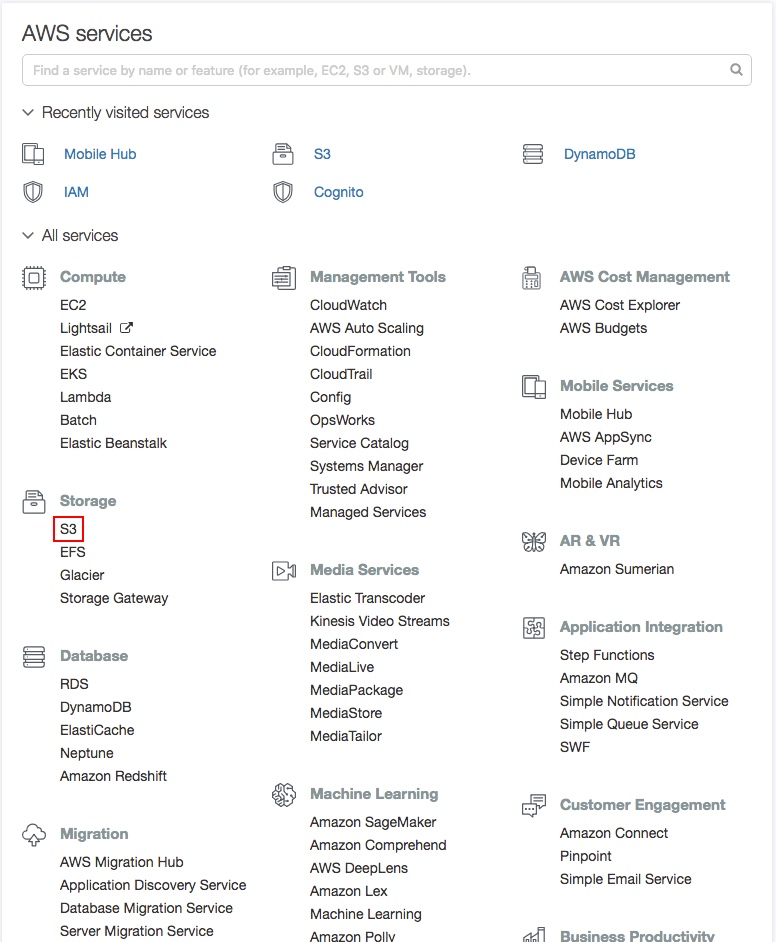 AWS services
Find a service by name or feature (for example, EC2, S3 or VM, storage).
Recently visited services
Mobile Hub
S3
DynamoDB
IAM
Cognito
All services
Compute
EC2
Lightsail
Elastic Container Service
EKS
Lambda
Batch
Elastic Beanstalk
Storage
S3
EFS
Glacier
Storage Gateway
Database
RDS
DynamoDB
ElastiCache
Neptune
Amazon Redshift
Migration
AWS Migration Hub
Application Discovery Service
Database Migration Service
Server Migration Service
Management Tools
CloudWatch
AWS Auto Scaling
CloudFormation
CloudTrail
Config
OpsWorks
Service Catalog
Systems Manager
Trusted Advisor
Managed Services
Media Services
Elastic Transcoder
Kinesis Video Streams
MediaConvert
MediaLive
MediaPackage
MediaStore
MediaTailor
Machine Learning
Amazon SageMaker
Amazon Comprehend
AWS DeepLens
Amazon Lex
Machine Learning
Amazon Polly
AWS Cost Management
AWS Cost Explorer
AWS Budgets
Mobile Services
Mobile Hub
AWS AppSync
Device Farm
Mobile Analytics
AR & VR
Amazon Sumerian
Application Integration
Step Functions
Amazon MQ
Simple Notification Service
Simple Queue Service
SWF
Customer Engagement
Amazon Connect
Pinpoint
Simple Email Service
Business Productivity